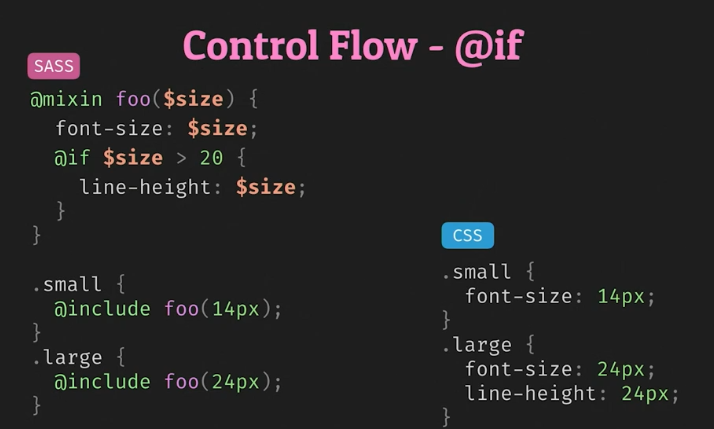 Control Flow - @if
SASS
@mixin foo($size) {
  font-size: $size;
  @if $size > 20 {
    line-height: $size;
  }
}
.small {
  @include foo(14px);
}
.large {
  @include foo(24px);
}
CSS
.small {
  font-size: 14px;
}
.large {
  font-size: 24px;
  line-height: 24px;
}